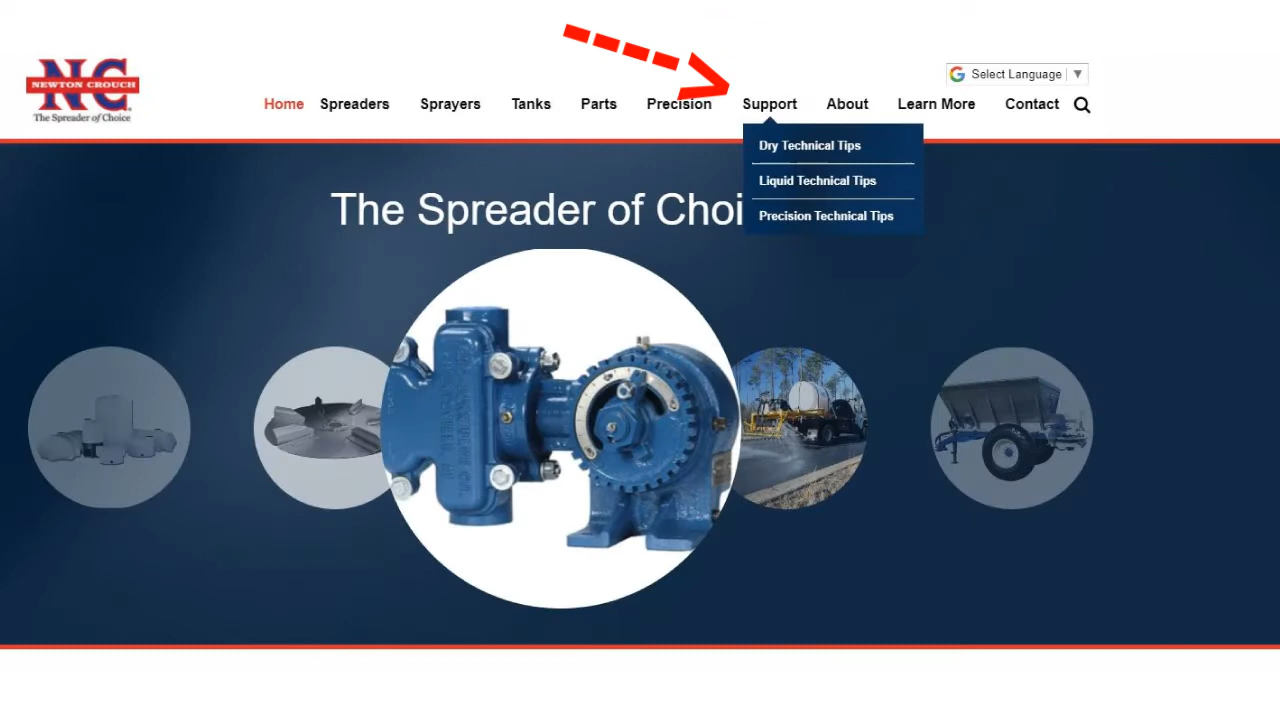 NC
NEWTON CROUCH
The Spreader of Choice
Select Language
Home Spreaders Sprayers Tanks Parts Precision Support About Learn More Contact
Dry Technical Tips
Liquid Technical Tips
Precision Technical Tips
The Spreader of Choi